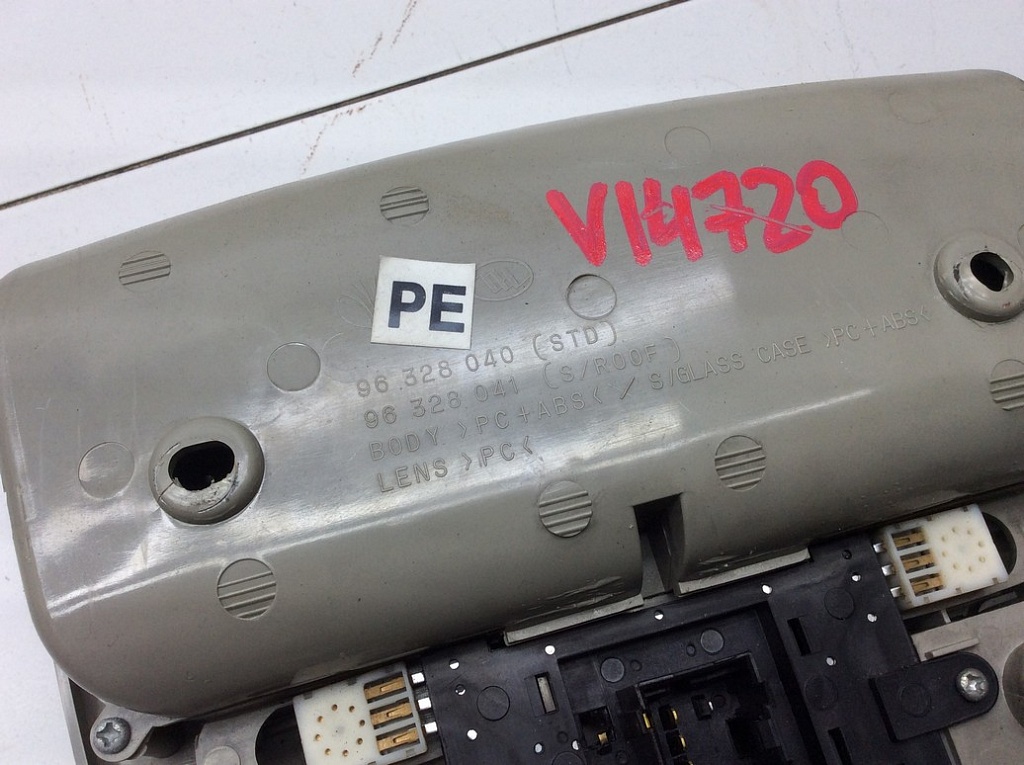 V14720
PE
96 328 040 (STD)
96 328 041 (S/ROOF)
BODY >PC+ABS< / S/GLASS CASE >PC+ABS<
LENS >PC<